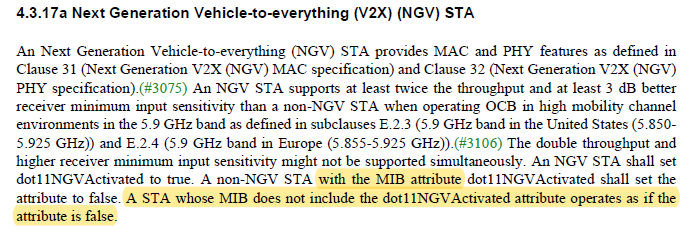 4.3.17a Next Generation Vehicle-to-everything (V2X) (NGV) STA
An Next Generation Vehicle-to-everything (NGV) STA provides MAC and PHY features as defined in
Clause 31 (Next Generation V2X (NGV) MAC specification) and Clause 32 (Next Generation V2X (NGV)
PHY specification).(#3075) An NGV STA supports at least twice the throughput and at least 3 dB better
receiver minimum input sensitivity than a non-NGV STA when operating OCB in high mobility channel
environments in the 5.9 GHz band as defined in subclauses E.2.3 (5.9 GHz band in the United States (5.850-
5.925 GHz)) and E.2.4 (5.9 GHz band in Europe (5.855-5.925 GHz)).(#3106) The double throughput and
higher receiver minimum input sensitivity might not be supported simultaneously. An NGV STA shall set
dot11NGVActivated to true. A non-NGV STA with the MIB attribute dot11NGVActivated shall set the
attribute to false. A STA whose MIB does not include the dot11NGVActivated attribute operates as if the
attribute is false.